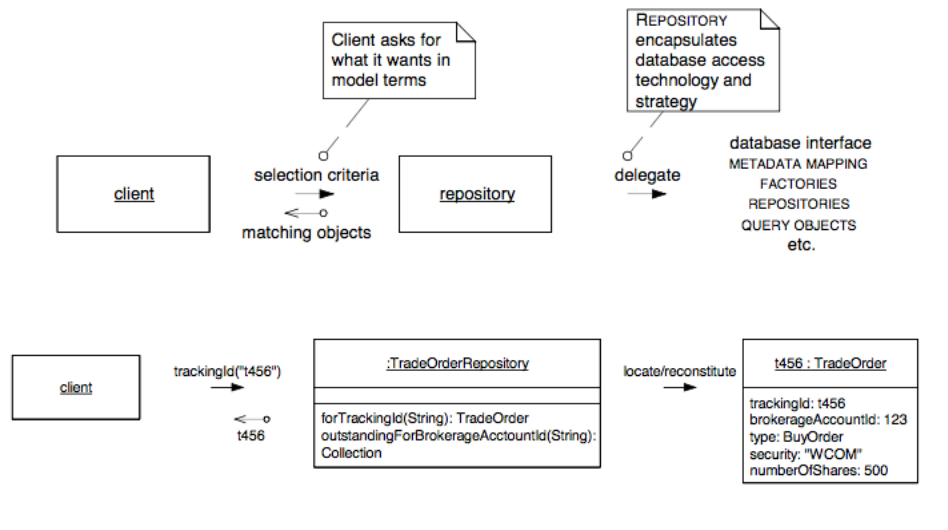 Client asks for
what it wants in
model terms
REPOSITORY
encapsulates
database access
technology and
strategy
client
selection criteria
matching objects
repository
delegate
database interface
METADATA MAPPING
FACTORIES
REPOSITORIES
QUERY OBJECTS
etc.
client
trackingId("t456")
t456
:TradeOrderRepository
forTrackingId(String): TradeOrder
outstandingForBrokerageAcctountId(String):
Collection
locate/reconstitute
t456 : TradeOrder
trackingId: t456
brokerageAccountId: 123
type: BuyOrder
security: "WCOM"
numberOfShares: 500